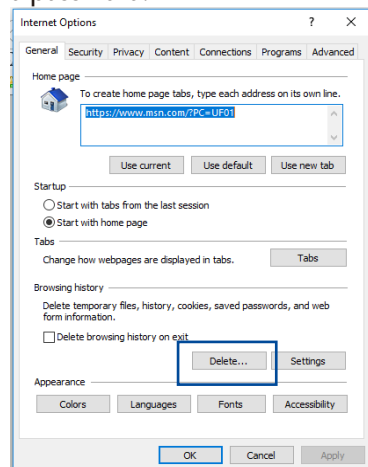 Internet Options ? X
General Security Privacy Content Connections Programs Advanced
Home page
To create home page tabs, type each address on its own line.
https://www.msn.com/?PC=UF01
Use current Use default Use new tab
Startup
Start with tabs from the last session
Start with home page
Tabs
Change how webpages are displayed in tabs. Tabs
Browsing history
Delete temporary files, history, cookies, saved passwords, and web
form information.
Delete browsing history on exit
Delete... Settings
Appearance
Colors Languages Fonts Accessibility
OK Cancel Apply